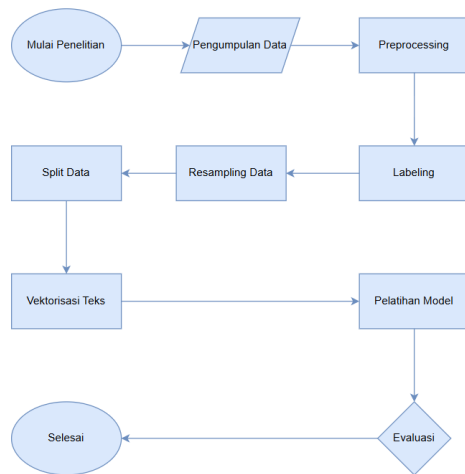 Mulai Penelitian
Pengumpulan Data
Preprocessing
Labeling
Resampling Data
Split Data
Vektorisasi Teks
Pelatihan Model
Evaluasi
Selesai